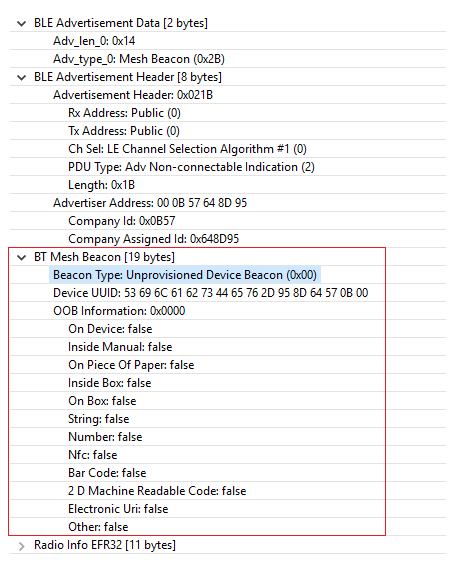 BLE Advertisement Data [2 bytes]
Adv_len_0: 0x14
Adv_type_0: Mesh Beacon (0x2B)
BLE Advertisement Header [8 bytes]
Advertisement Header: 0x021B
Rx Address: Public (0)
Tx Address: Public (0)
Ch Sel: LE Channel Selection Algorithm #1 (0)
PDU Type: Adv Non-connectable Indication (2)
Length: 0x1B
Advertiser Address: 00 0B 57 64 8D 95
Company Id: 0x0B57
Company Assigned Id: 0x648D95
BT Mesh Beacon [19 bytes]
Beacon Type: Unprovisioned Device Beacon (0x00)
Device UUID: 53 69 6C 61 62 73 44 65 76 2D 95 8D 64 57 0B 00
OOB Information: 0x0000
On Device: false
Inside Manual: false
On Piece Of Paper: false
Inside Box: false
On Box: false
String: false
Number: false
Nfc: false
Bar Code: false
2 D Machine Readable Code: false
Electronic Uri: false
Other: false
Radio Info EFR32 [11 bytes]